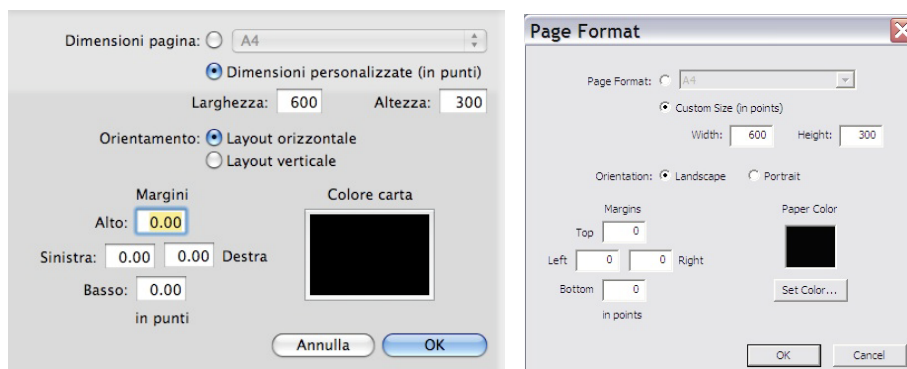 Dimensioni pagina: A4
Dimensioni personalizzate (in punti)
Larghezza: 600 Altezza: 300
Orientamento: Layout orizzontale
Layout verticale
Margini Colore carta
Alto: 0.00
Sinistra: 0.00 0.00 Destra
Basso: 0.00
in punti
Annulla OK
Page Format
Page Format: A4
Custom Size (in points)
Width: 600 Height: 300
Orientation: Landscape Portrait
Margins Paper Color
Top 0
Left 0 0 Right
Bottom 0 Set Color...
in points
OK Cancel